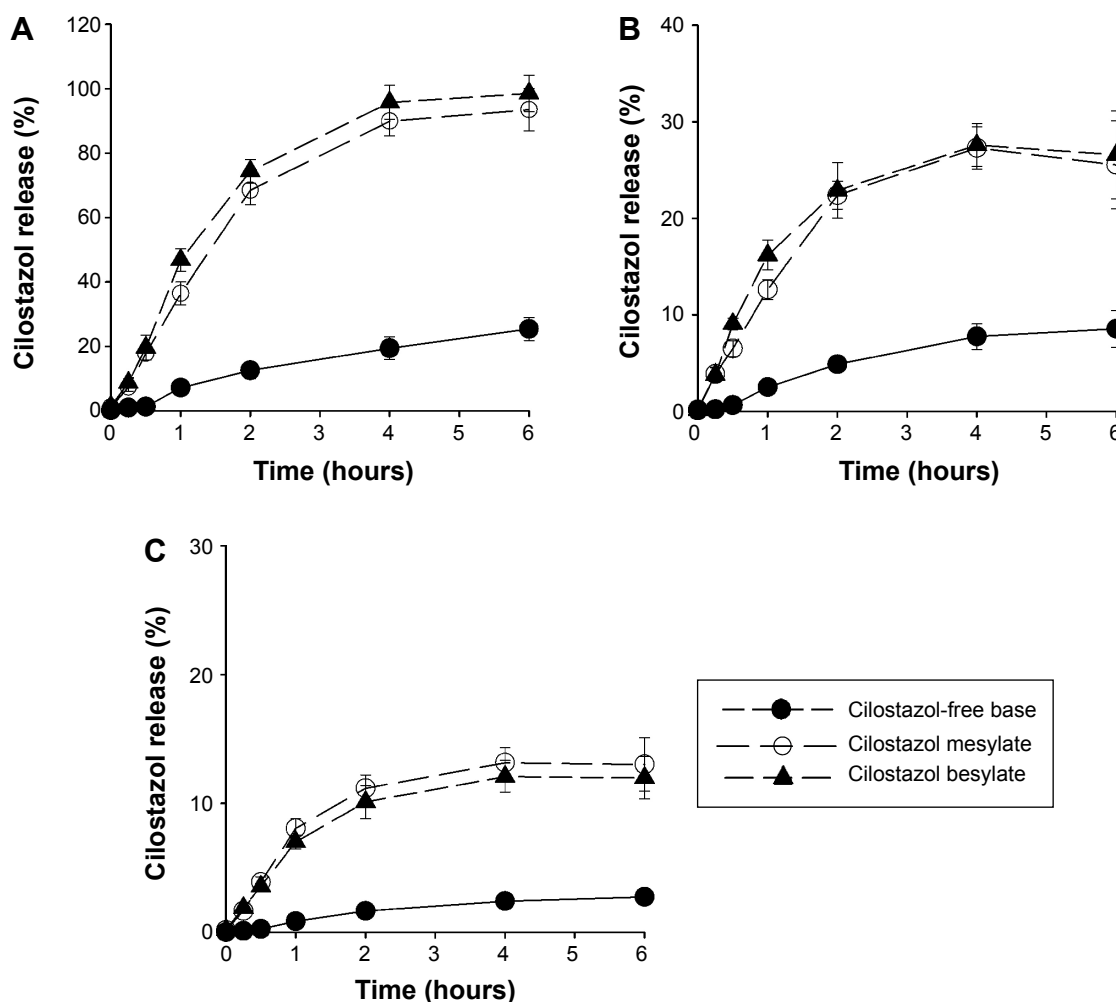 A
Cilostazol release (%)
120
100
80
60
40
20
0
0 1 2 3 4 5 6
Time (hours)
B
Cilostazol release (%)
40
30
20
10
0
0 1 2 3 4 5 6
Time (hours)
C
Cilostazol release (%)
30
20
10
0
0 1 2 3 4 5 6
Time (hours)
Cilostazol-free base
Cilostazol mesylate
Cilostazol besylate